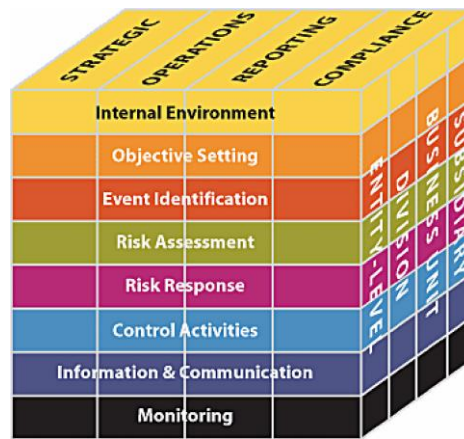 STRATEGIC
OPERATIONS
REPORTING
COMPLIANCE
Internal Environment
Objective Setting
Event Identification
Risk Assessment
Risk Response
Control Activities
Information & Communication
Monitoring
ENTITY-LEVEL
DIVISION
BUSINESS UNIT
SUBSIDIARY